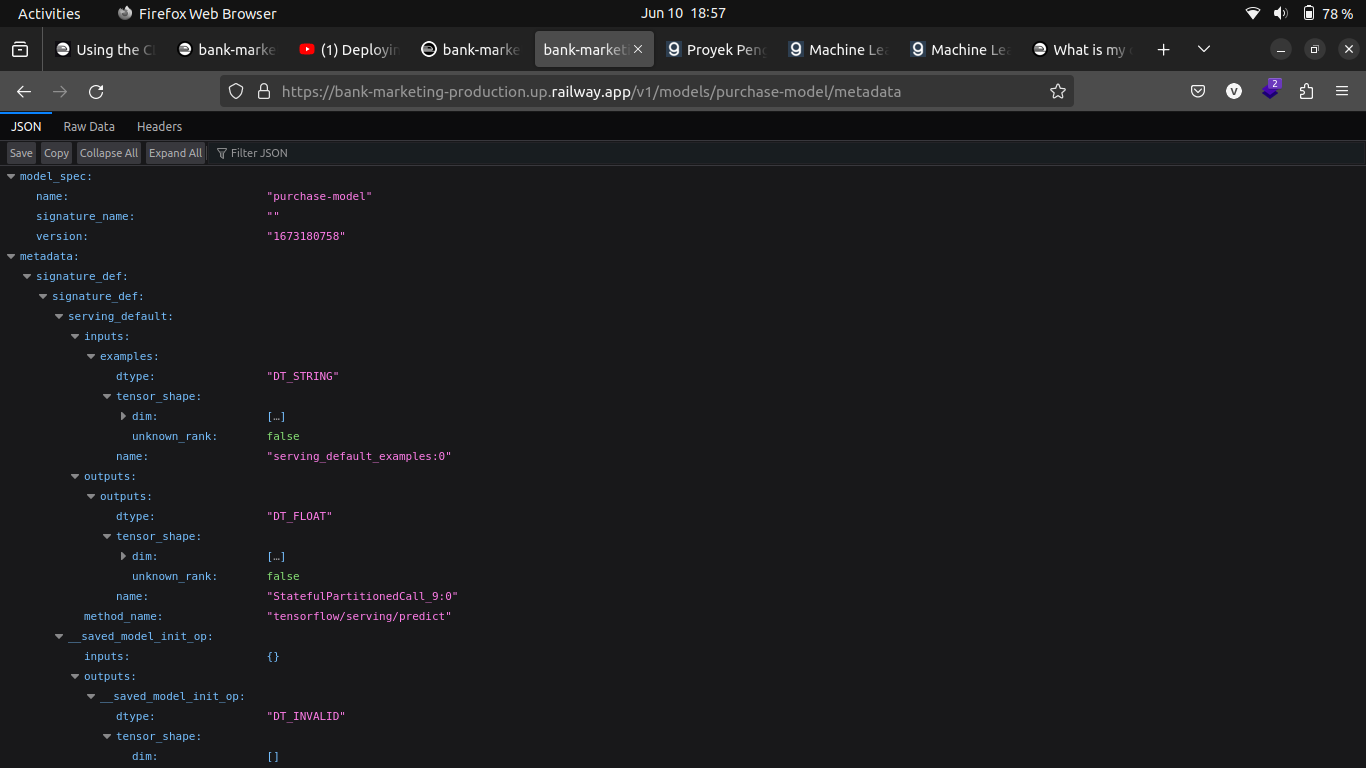 Activities Firefox Web Browser Jun 10 18:57 78 %
Using the C bank-marke (1) Deployin bank-marke bank-marketi Proyek Peng Machine Lea Machine Lea What is my
https://bank-marketing-production.up.railway.app/v1/models/purchase-model/metadata V 2
JSON Raw Data Headers
Save Copy Collapse All Expand All Filter JSON
model_spec:
name: "purchase-model"
signature_name: ""
version: "1673180758"
metadata:
signature_def:
signature_def:
serving_default:
inputs:
examples:
dtype: "DT_STRING"
tensor_shape:
dim: […]
unknown_rank: false
name: "serving_default_examples:0"
outputs:
outputs:
dtype: "DT_FLOAT"
tensor_shape:
dim: […]
unknown_rank: false
name: "StatefulPartitionedCall_9:0"
method_name: "tensorflow/serving/predict"
__saved_model_init_op:
inputs: {}
outputs:
__saved_model_init_op:
dtype: "DT_INVALID"
tensor_shape:
dim: []